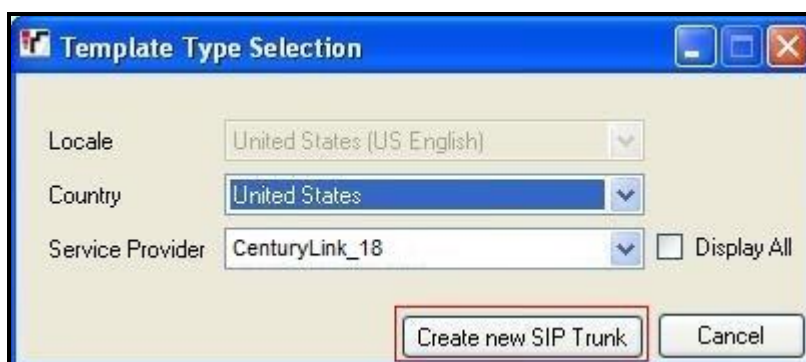 Template Type Selection
Locale United States (US English)
Country United States
Service Provider CenturyLink_18 Display All
Create new SIP Trunk Cancel